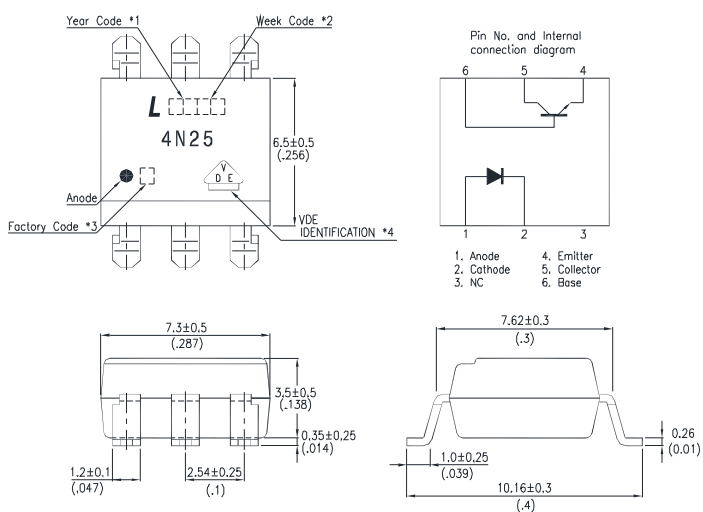 Year Code *1
Week Code *2
L
4N25
V
D E
Anode
Factory Code *3
VDE
IDENTIFICATION *4
6.5±0.5
(.256)
Pin No. and Internal
connection diagram
6 5 4
1 2 3
1. Anode 4. Emitter
2. Cathode 5. Collector
3. NC 6. Base
7.3±0.5
(.287)
3.5±0.5
(.138)
0.35±0.25
(.014)
1.2±0.1
(.047)
2.54±0.25
(.1)
7.62±0.3
(.3)
0.26
(0.01)
1.0±0.25
(.039)
10.16±0.3
(.4)